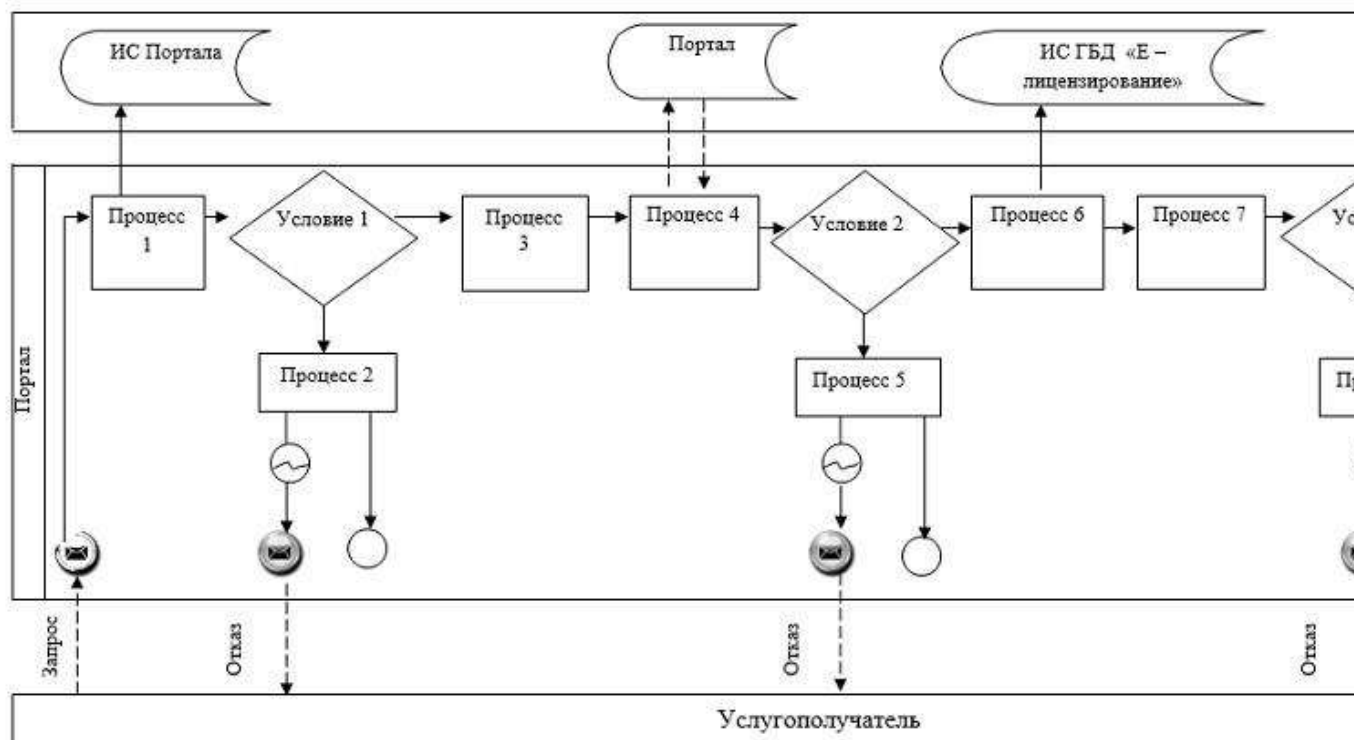 ИС Портала
Портал
ИС ГБД «Е –
лицензирование»
Процесс
1
Условие 1
Процесс
3
Процесс 4
Условие 2
Процесс 6
Процесс 7
Портал
Процесс 2
Процесс 5
Запрос
Отказ
Отказ
Отказ
Услугополучатель